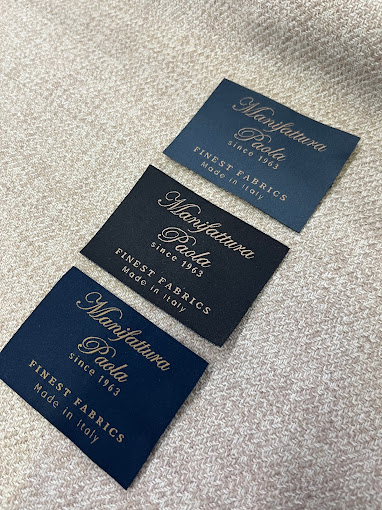 Manifattura
Paola
since 1963
FINEST FABRICS
Made in Italy
Manifattura
Paola
since 1963
FINEST FABRICS
Made in Italy
Manifattura
Paola
since 1963
FINEST FABRICS
Made in Italy